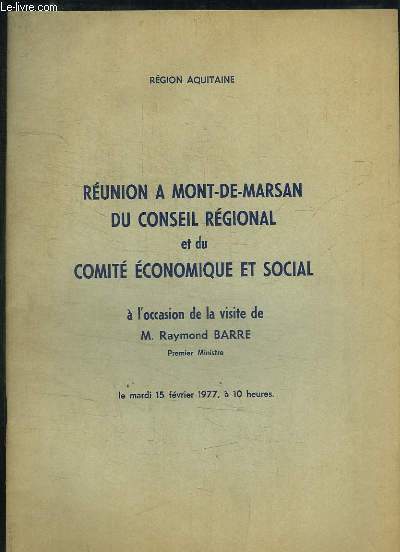 le-livre.com
RÉGION AQUITAINE
RÉUNION A MONT-DE-MARSAN
DU CONSEIL RÉGIONAL
et du
COMITÉ ÉCONOMIQUE ET SOCIAL
à l'occasion de la visite de
M. Raymond BARRE
Premier Ministre
le mardi 15 février 1977, à 10 heures.